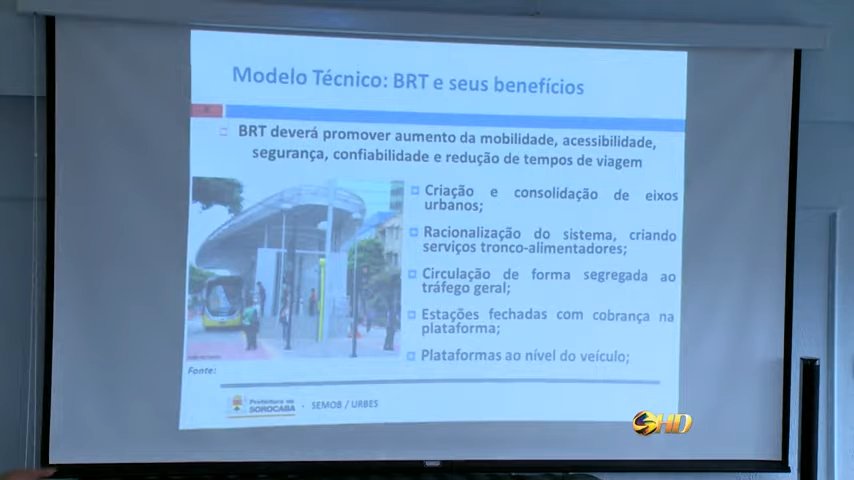 Modelo Técnico: BRT e seus benefícios
BRT deverá promover aumento da mobilidade, acessibilidade,
segurança, confiabilidade e redução de tempos de viagem
Criação e consolidação de eixos
urbanos;
Racionalização do sistema, criando
serviços tronco-alimentadores;
Circulação de forma segregada ao
tráfego geral;
Estações fechadas com cobrança na
plataforma;
Plataformas ao nível do veículo;
Fonte:
Prefeitura de
SOROCABA
- SEMOB / URBES
HD